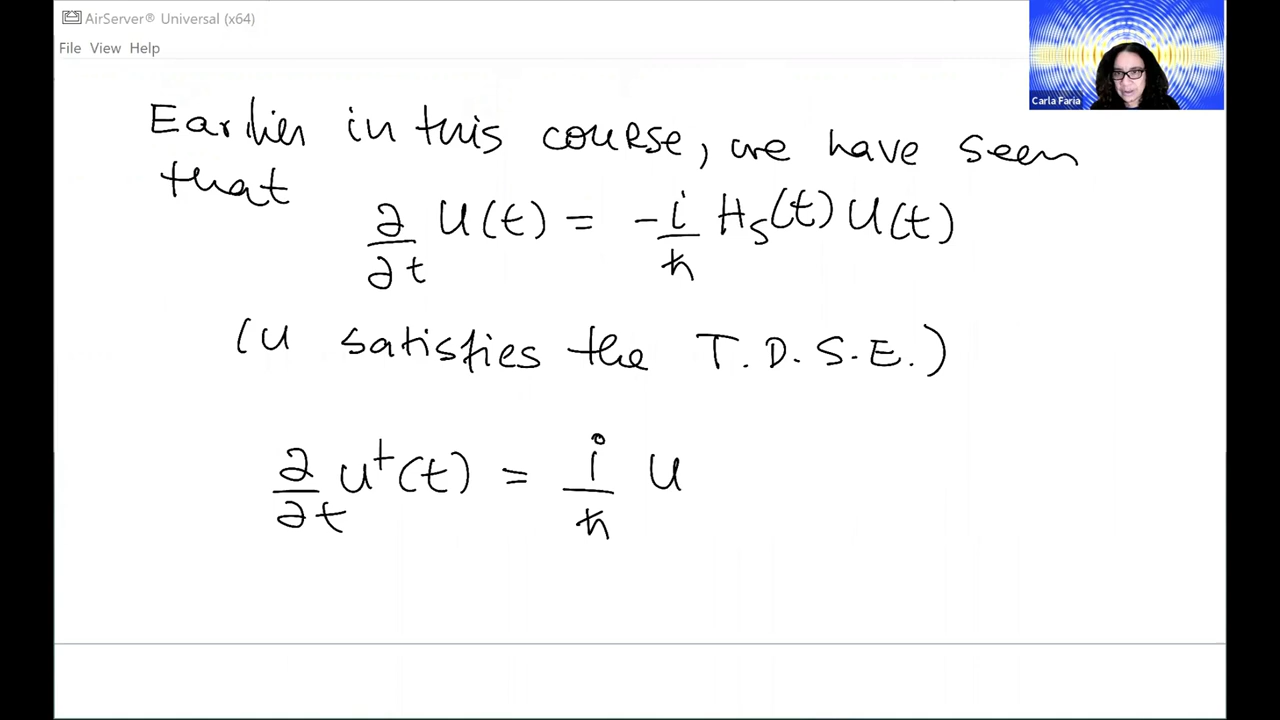 AirServer® Universal (x64)
File View Help
Carla Faria
Earlier in this course, we have seen
that
∂/∂t U(t) = -i/ħ H_S(t) U(t)
(U satisfies the T.D.S.E.)
∂/∂t U†(t) = i/ħ U